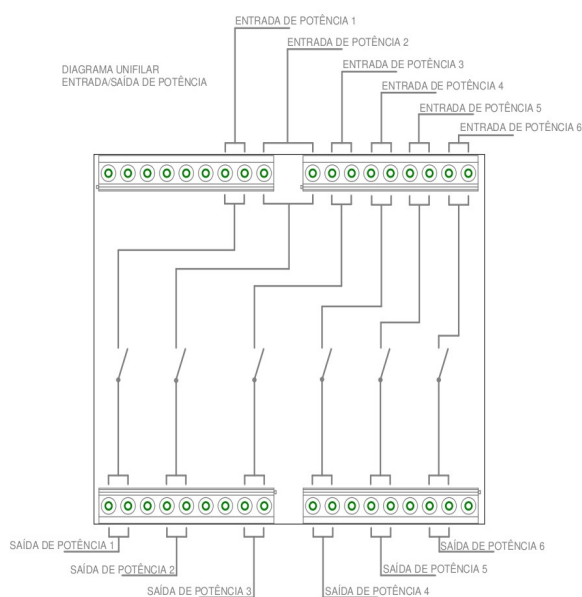 ENTRADA DE POTÊNCIA 1
ENTRADA DE POTÊNCIA 2
ENTRADA DE POTÊNCIA 3
DIAGRAMA UNIFILAR
ENTRADA/SAÍDA DE POTÊNCIA
ENTRADA DE POTÊNCIA 4
ENTRADA DE POTÊNCIA 5
ENTRADA DE POTÊNCIA 6
SAÍDA DE POTÊNCIA 1
SAÍDA DE POTÊNCIA 6
SAÍDA DE POTÊNCIA 2
SAÍDA DE POTÊNCIA 5
SAÍDA DE POTÊNCIA 3
SAÍDA DE POTÊNCIA 4